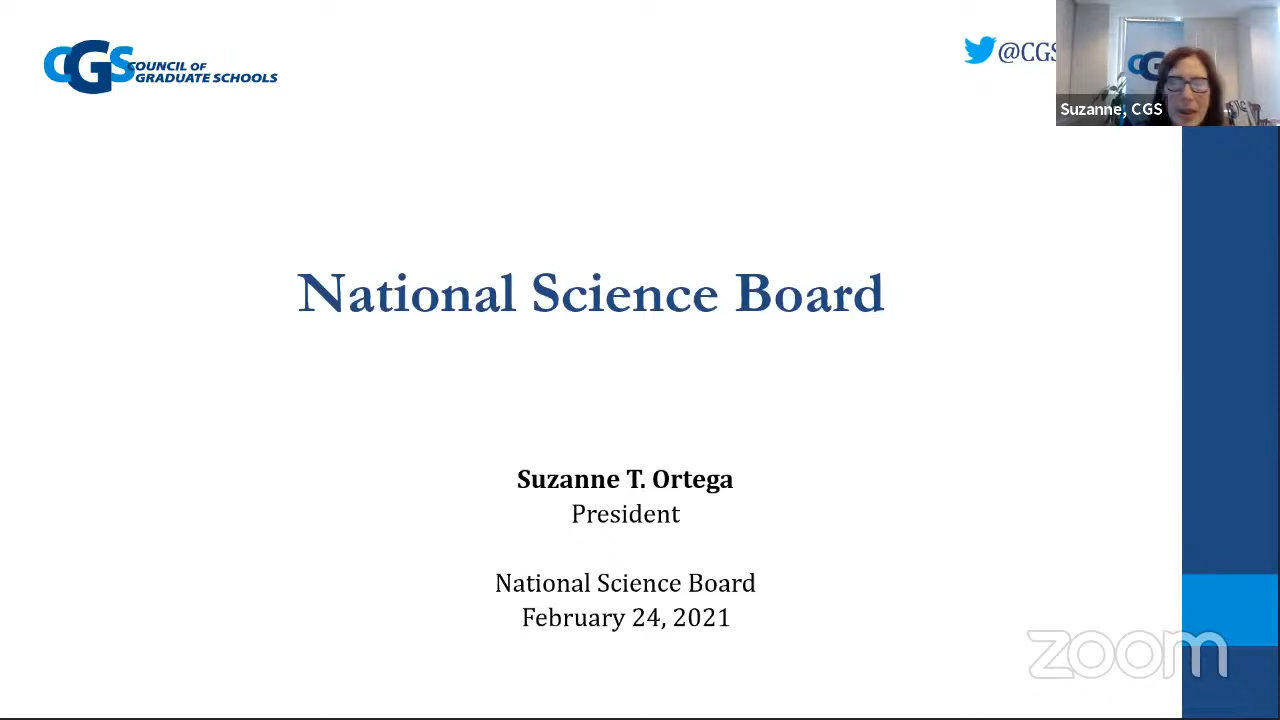 CGS COUNCIL OF
GRADUATE SCHOOLS
@CGS
CGS
Suzanne, CGS
National Science Board
Suzanne T. Ortega
President
National Science Board
February 24, 2021
zoom